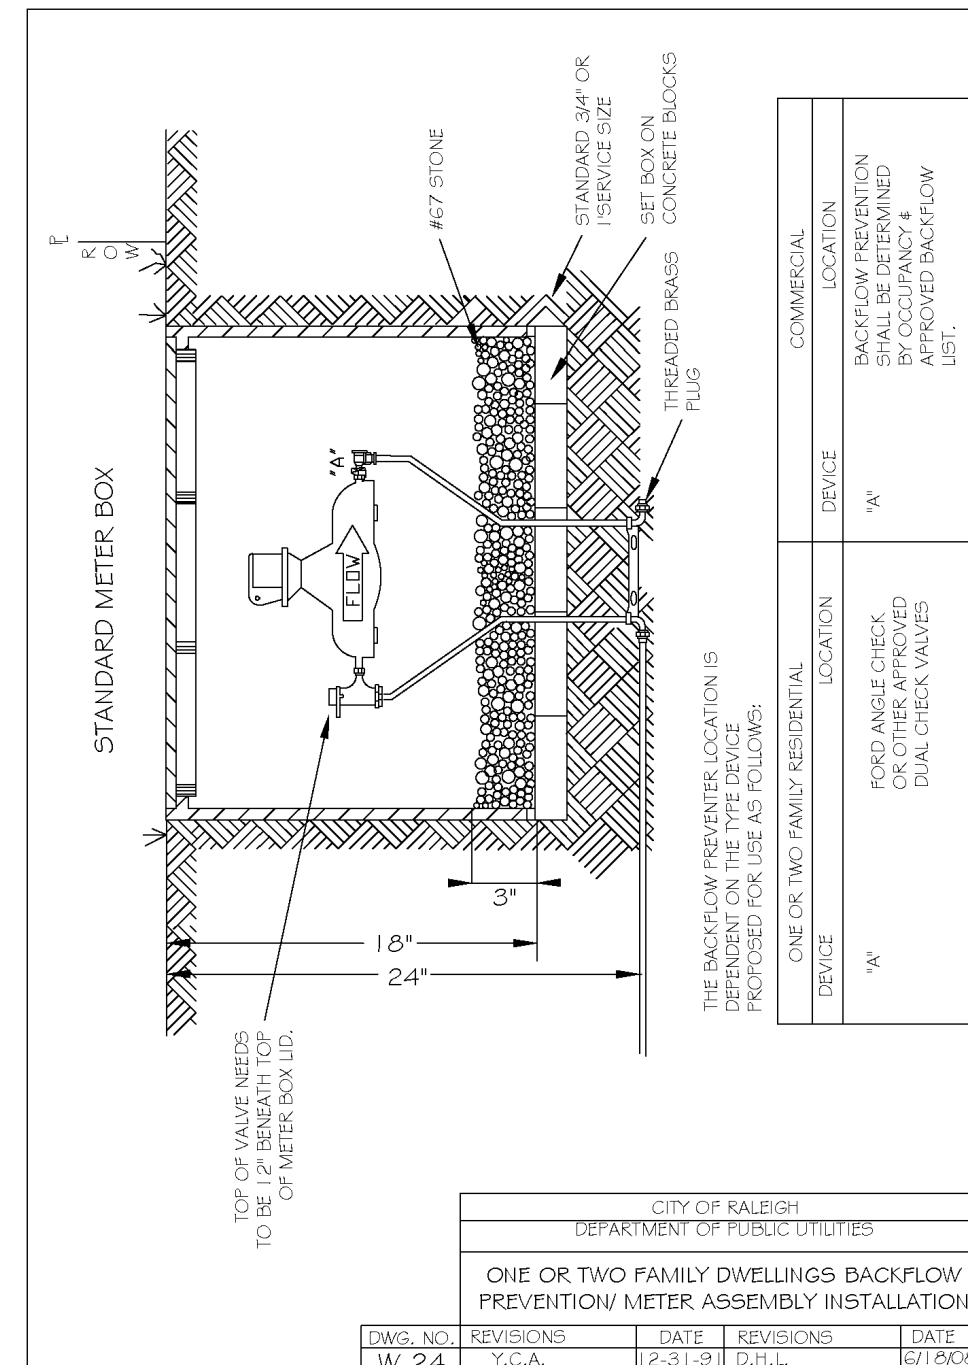 STANDARD METER BOX
P
L
R
O
W
#67 STONE
STANDARD 3/4" OR
1"SERVICE SIZE
SET BOX ON
CONCRETE BLOCKS
THREADED BRASS
PLUG
"A"
FLOW
3"
18"
24"
TOP OF VALVE NEEDS
TO BE 12" BENEATH TOP
OF METER BOX LID.
THE BACKFLOW PREVENTER LOCATION IS
DEPENDENT ON THE TYPE DEVICE
PROPOSED FOR USE AS FOLLOWS:
ONE OR TWO FAMILY RESIDENTIAL
COMMERCIAL
DEVICE
LOCATION
DEVICE
LOCATION
"A"
FORD ANGLE CHECK
OR OTHER APPROVED
DUAL CHECK VALVES
"A"
BACKFLOW PREVENTION
SHALL BE DETERMINED
BY OCCUPANCY &
APPROVED BACKFLOW
LIST.
CITY OF RALEIGH
DEPARTMENT OF PUBLIC UTILITIES
ONE OR TWO FAMILY DWELLINGS BACKFLOW
PREVENTION/ METER ASSEMBLY INSTALLATION
DWG. NO. REVISIONS DATE REVISIONS DATE
W 24 Y.C.A. 12-31-91 D.H.L.